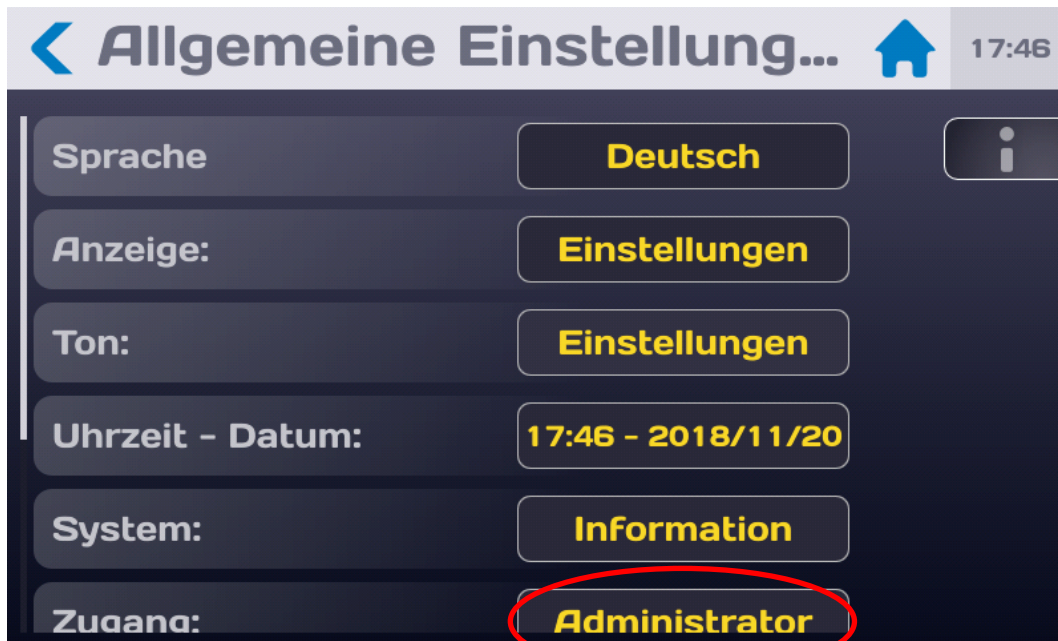 Allgemeine Einstellung... 17:46
Sprache Deutsch
Anzeige: Einstellungen
Ton: Einstellungen
Uhrzeit - Datum: 17:46 - 2018/11/20
System: Information
Zugang: Administrator